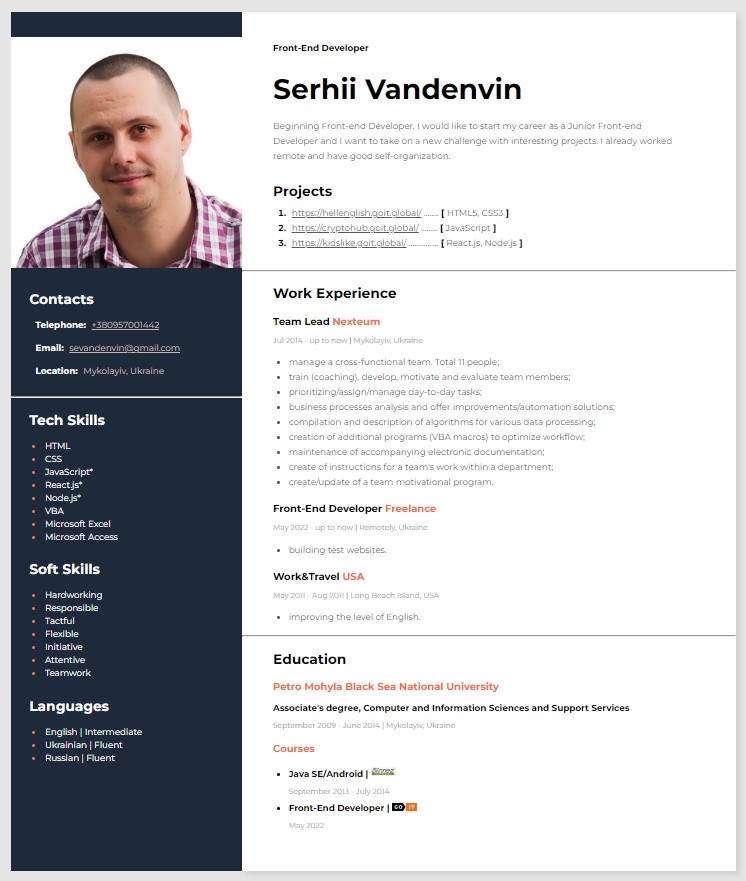 Front-End Developer
Serhii Vandenvin
Beginning Front-end Developer. I would like to start my career as a Junior Front-end
Developer and I want to take on a new challenge with interesting projects. I already worked
remote and have good self-organization.
Projects
1. https://hellenglish.goit.global/ ....... [ HTML5, CSS3 ]
2. https://cryptohub.goit.global/ ........ [ JavaScript ]
3. https://kidslike.goit.global/ .............. [ React.js, Node.js ]
Contacts
Telephone: +380957001442
Email: sevandenvin@gmail.com
Location: Mykolayiv, Ukraine
Tech Skills
HTML
CSS
JavaScript*
React.js*
Node.js*
VBA
Microsoft Excel
Microsoft Access
Soft Skills
Hardworking
Responsible
Tactful
Flexible
Initiative
Attentive
Teamwork
Languages
English | Intermediate
Ukrainian | Fluent
Russian | Fluent
Work Experience
Team Lead Nexteum
Jul 2014 - up to now | Mykolayiv, Ukraine
manage a cross-functional team. Total 11 people;
train (coaching), develop, motivate and evaluate team members;
prioritizing/assign/manage day-to-day tasks;
business processes analysis and offer improvements/automation solutions;
compilation and description of algorithms for various data processing;
creation of additional programs (VBA macros) to optimize workflow;
maintenance of accompanying electronic documentation;
create of instructions for a team's work within a department;
create/update of a team motivational program.
Front-End Developer Freelance
May 2022 - up to now | Remotely, Ukraine
building test websites.
Work&Travel USA
May 2011 - Aug 2011 | Long Beach Island, USA
improving the level of English.
Education
Petro Mohyla Black Sea National University
Associate's degree, Computer and Information Sciences and Support Services
September 2009 - June 2014 | Mykolayiv, Ukraine
Courses
Java SE/Android |
September 2013 - July 2014
Front-End Developer | GO IT
May 2022